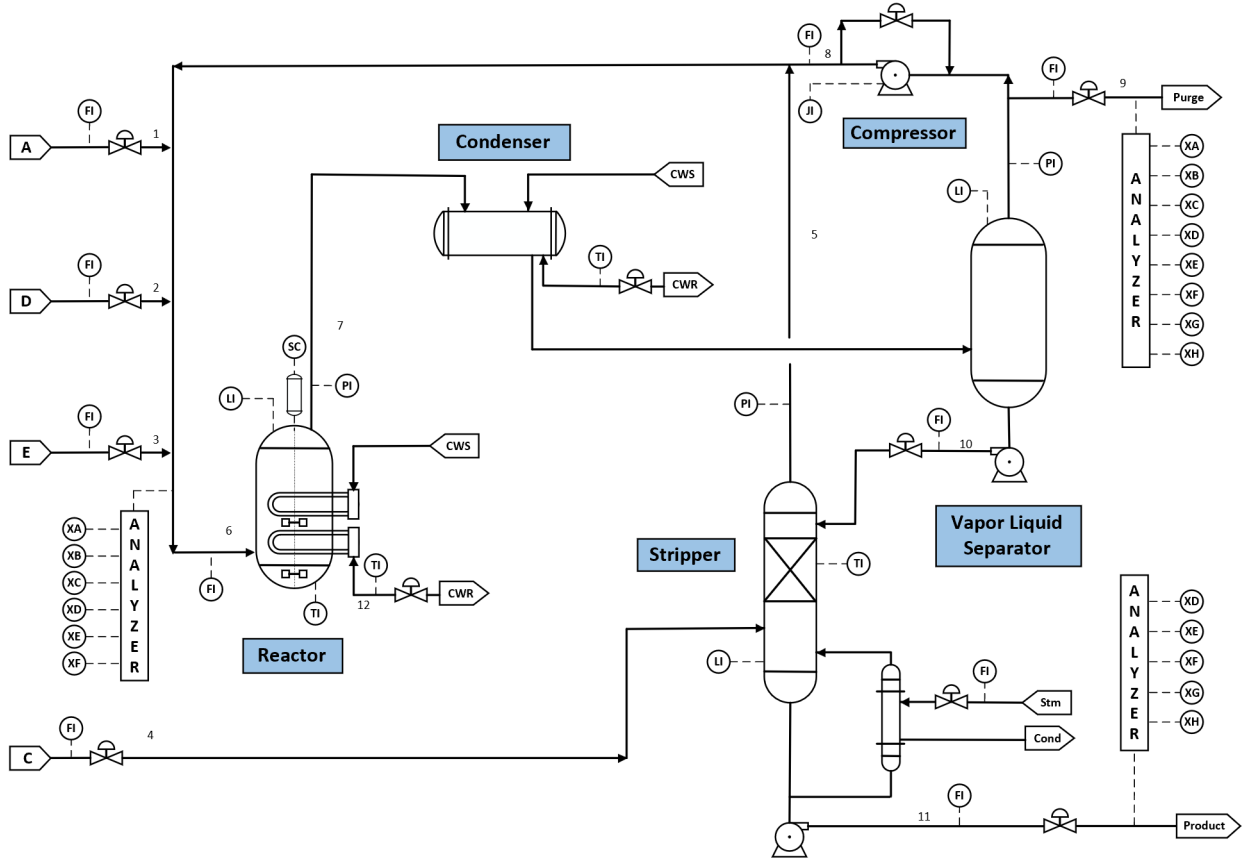 FI
8
FI
9
Purge
JI
FI
A
1
Compressor
Condenser
PI
CWS
LI
XA
XB
XC
XD
XE
XF
XG
XH
A
N
A
L
Y
Z
E
R
5
FI
D
2
TI
CWR
7
SC
LI
PI
FI
E
3
CWS
PI
FI
10
6
FI
A
N
A
L
Y
Z
E
R
XA
XB
XC
XD
XE
XF
TI
12
CWR
TI
Reactor
Stripper
TI
LI
Vapor Liquid
Separator
A
N
A
L
Y
Z
E
R
XD
XE
XF
XG
XH
FI
Stm
Cond
FI
C
4
FI
11
Product